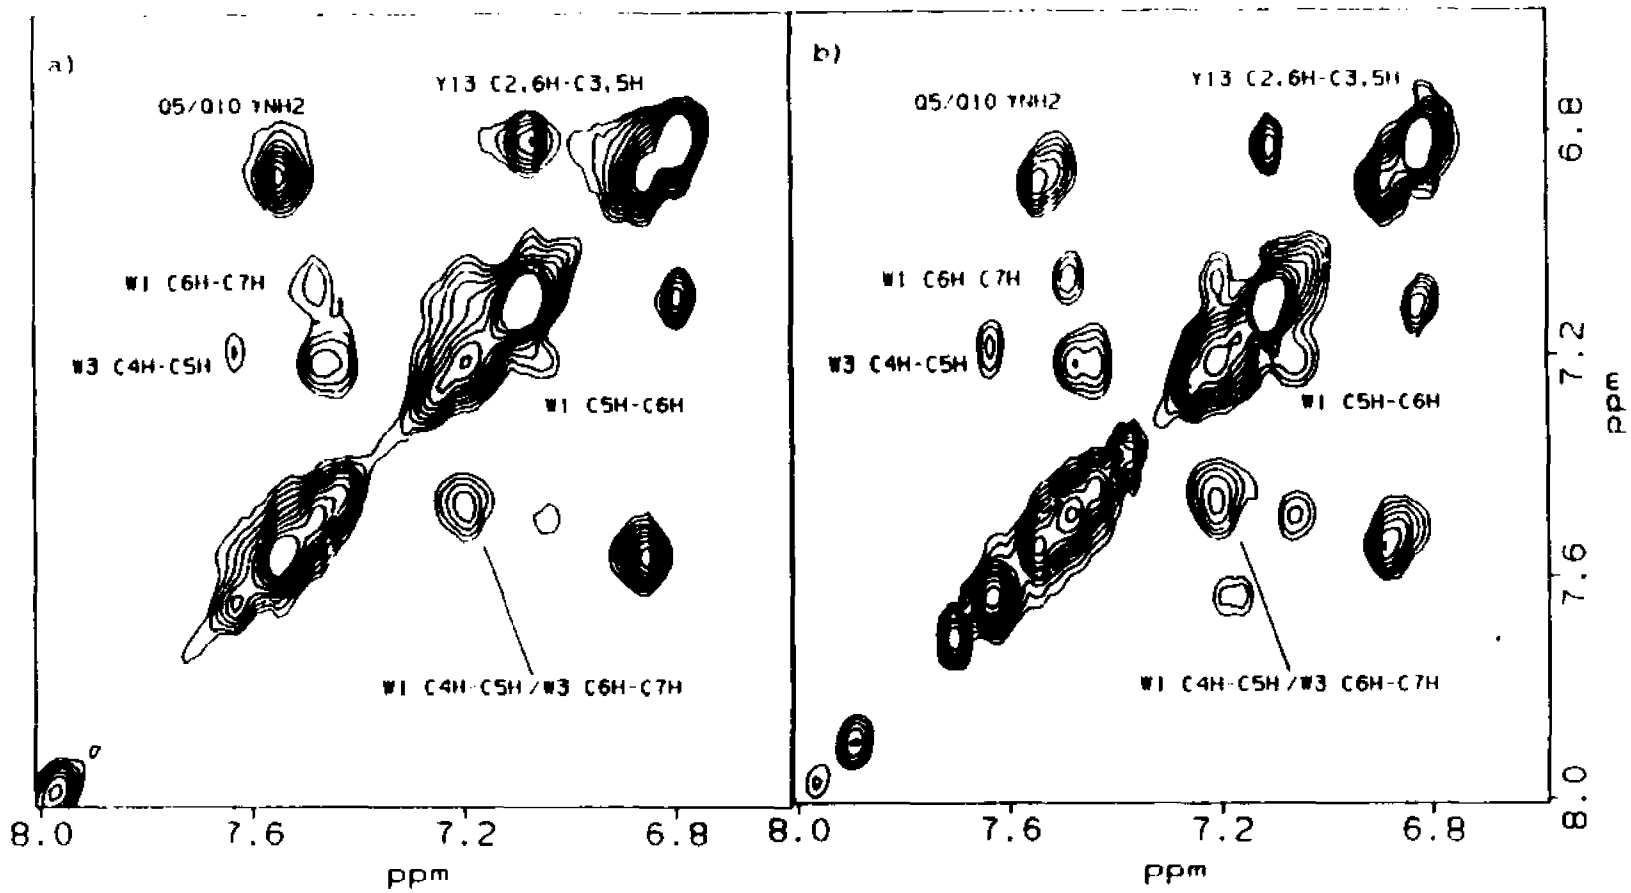 a)
Y13 C2.6H-C3.5H
Q5/Q10 γNH2
W1 C6H-C7H
W3 C4H-C5H
W1 C5H-C6H
W1 C4H-C5H/W3 C6H-C7H
8.0 7.6 7.2 6.8
ppm
b)
Y13 C2.6H-C3.5H
Q5/Q10 γNH2
W1 C6H C7H
W3 C4H-C5H
W1 C5H-C6H
W1 C4H-C5H/W3 C6H-C7H
8.0 7.6 7.2 6.8
ppm
6.8
7.2
7.6
8.0
ppm